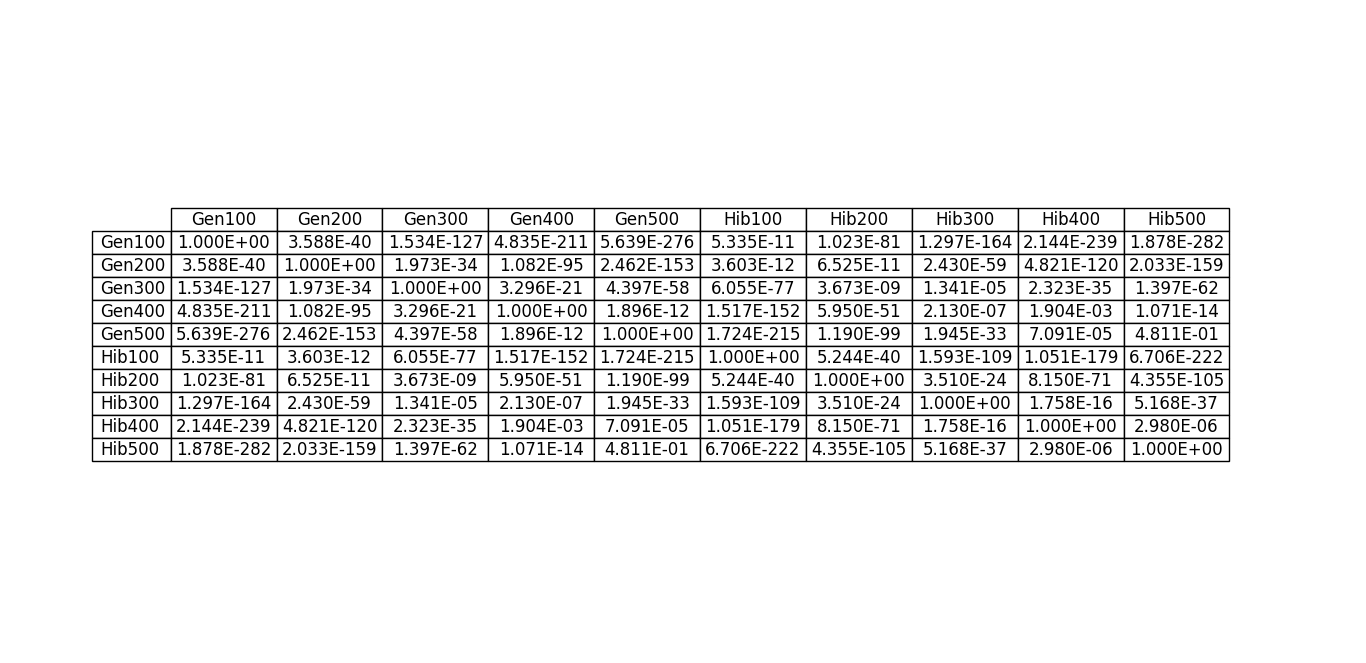 Gen100 Gen200 Gen300 Gen400 Gen500 Hib100 Hib200 Hib300 Hib400 Hib500
Gen100 1.000E+00 3.588E-40 1.534E-127 4.835E-211 5.639E-276 5.335E-11 1.023E-81 1.297E-164 2.144E-239 1.878E-282
Gen200 3.588E-40 1.000E+00 1.973E-34 1.082E-95 2.462E-153 3.603E-12 6.525E-11 2.430E-59 4.821E-120 2.033E-159
Gen300 1.534E-127 1.973E-34 1.000E+00 3.296E-21 4.397E-58 6.055E-77 3.673E-09 1.341E-05 2.323E-35 1.397E-62
Gen400 4.835E-211 1.082E-95 3.296E-21 1.000E+00 1.896E-12 1.517E-152 5.950E-51 2.130E-07 1.904E-03 1.071E-14
Gen500 5.639E-276 2.462E-153 4.397E-58 1.896E-12 1.000E+00 1.724E-215 1.190E-99 1.945E-33 7.091E-05 4.811E-01
Hib100 5.335E-11 3.603E-12 6.055E-77 1.517E-152 1.724E-215 1.000E+00 5.244E-40 1.593E-109 1.051E-179 6.706E-222
Hib200 1.023E-81 6.525E-11 3.673E-09 5.950E-51 1.190E-99 5.244E-40 1.000E+00 3.510E-24 8.150E-71 4.355E-105
Hib300 1.297E-164 2.430E-59 1.341E-05 2.130E-07 1.945E-33 1.593E-109 3.510E-24 1.000E+00 1.758E-16 5.168E-37
Hib400 2.144E-239 4.821E-120 2.323E-35 1.904E-03 7.091E-05 1.051E-179 8.150E-71 1.758E-16 1.000E+00 2.980E-06
Hib500 1.878E-282 2.033E-159 1.397E-62 1.071E-14 4.811E-01 6.706E-222 4.355E-105 5.168E-37 2.980E-06 1.000E+00